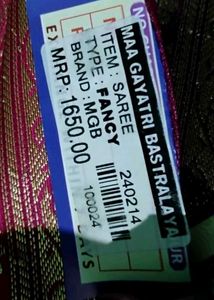 MAA GAYATRI BASTRALAYA
ITEM : SAREE
TYPE : FANCY
BRAND : MGB
MRP: 1650.00
240214
100024
DAYS